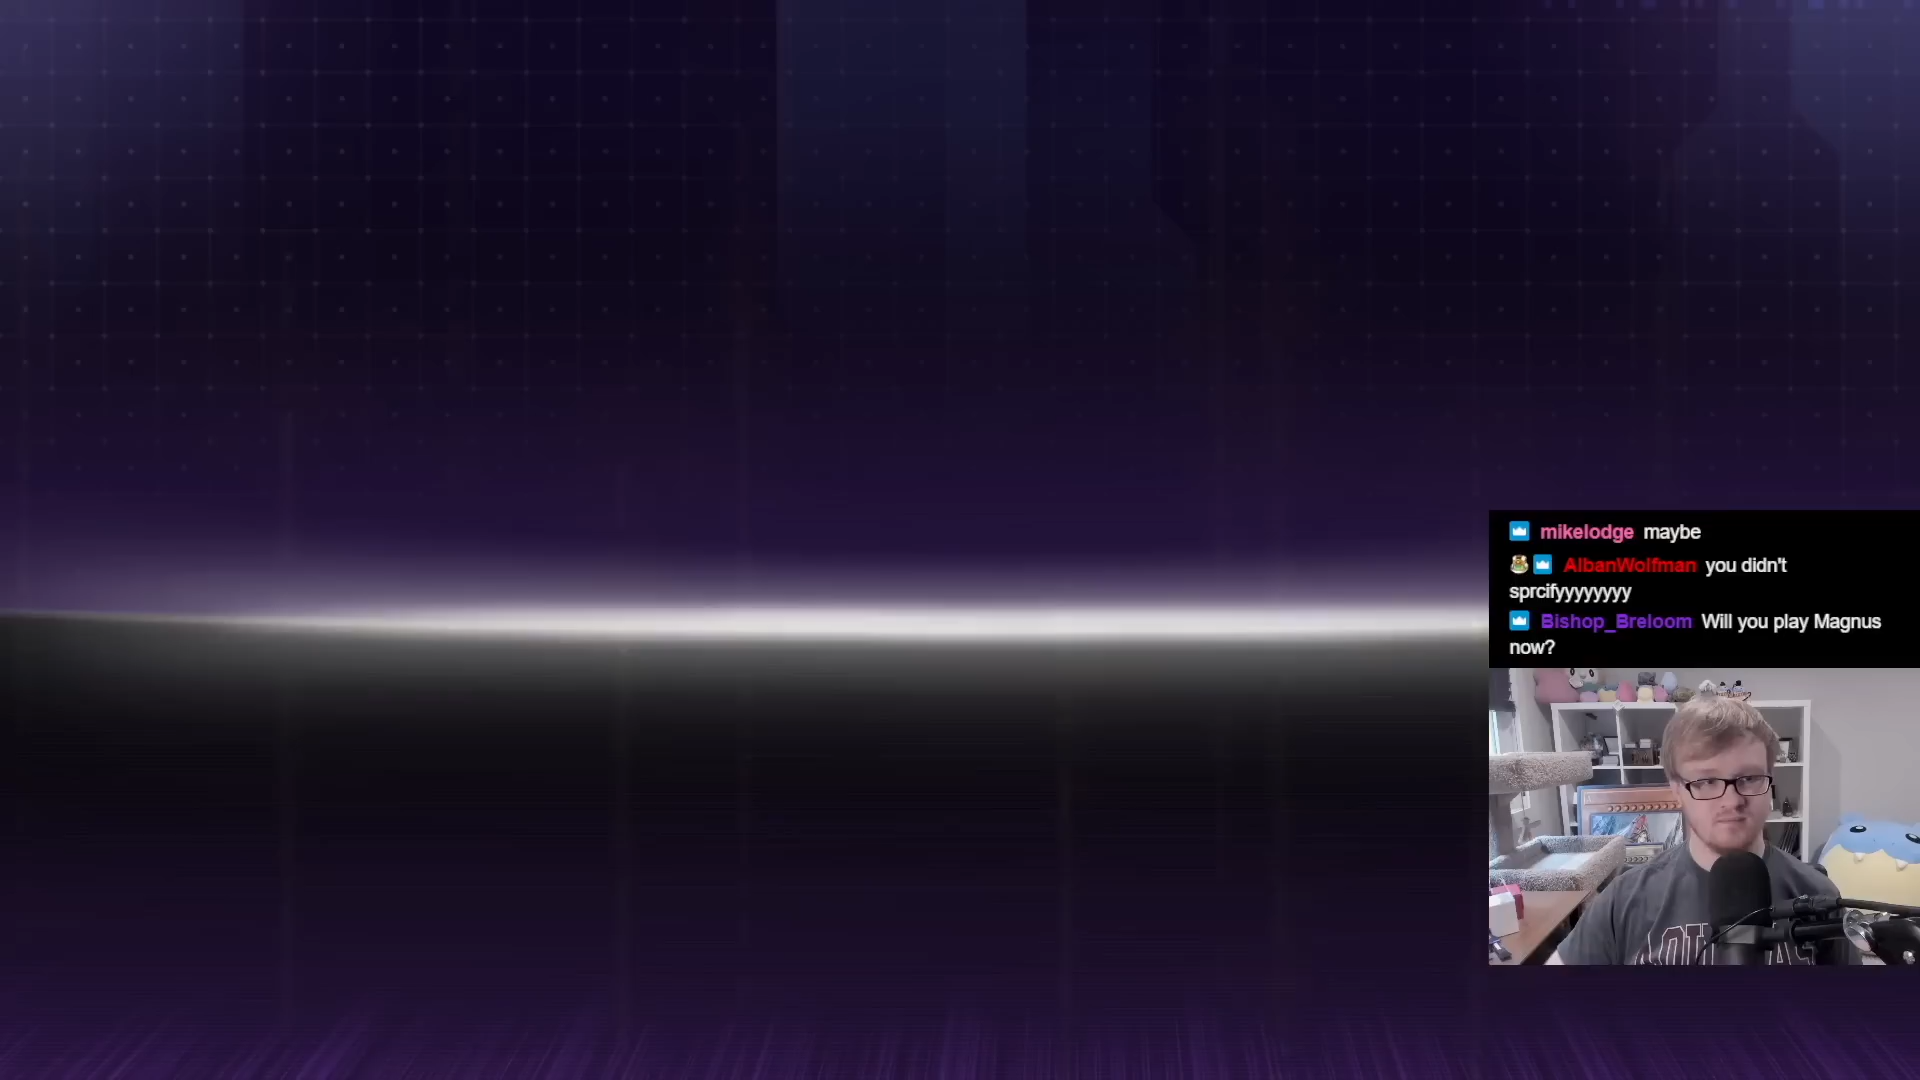 mikelodge maybe
AlbanWolfman you didn't
sprcifyyyyyyyy
Bishop_Breloom Will you play Magnus
now?